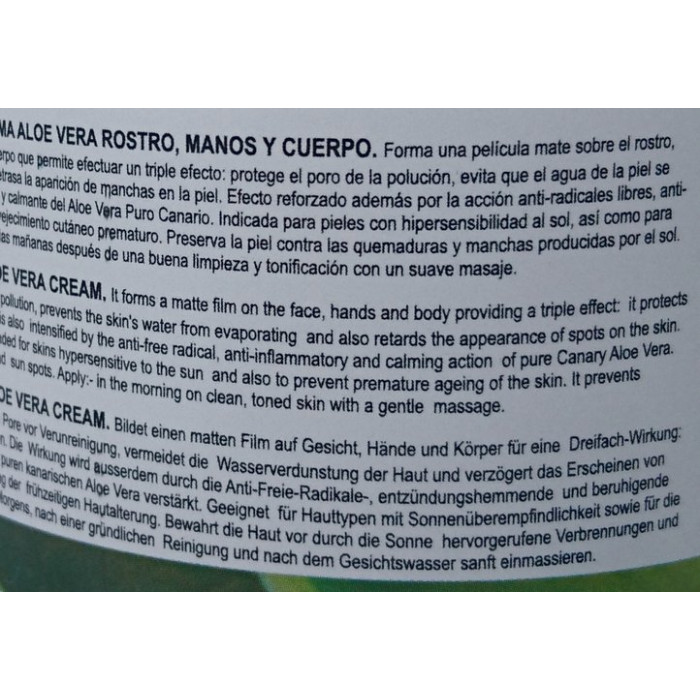 MA ALOE VERA ROSTRO, MANOS Y CUERPO. Forma una película mate sobre el rostro,
erpo que permite efectuar un triple efecto: protege el poro de la polución, evita que el agua de la piel se
etrasa la aparición de manchas en la piel. Efecto reforzado además por la acción anti-radicales libres, anti-
y calmante del Aloe Vera Puro Canario. Indicada para pieles con hipersensibilidad al sol, así como para
vejecimiento cutáneo prematuro. Preserva la piel contra las quemaduras y manchas producidas por el sol.
las mañanas después de una buena limpieza y tonificación con un suave masaje.
OE VERA CREAM. It forms a matte film on the face, hands and body providing a triple effect: it protects
pollution, prevents the skin's water from evaporating and also retards the appearance of spots on the skin.
is also intensified by the anti-free radical, anti-inflammatory and calming action of pure Canary Aloe Vera.
ded for skins hypersensitive to the sun and also to prevent premature ageing of the skin. It prevents
d sun spots. Apply:- in the morning on clean, toned skin with a gentle massage.
OE VERA CREAM. Bildet einen matten Film auf Gesicht, Hände und Körper für eine Dreifach-Wirkung:
Pore vor Verunreinigung, vermeidet die Wasserverdunstung der Haut und verzögert das Erscheinen von
n. Die Wirkung wird ausserdem durch die Anti-Freie-Radikale-, entzündungshemmende und beruhigende
puren kanarischen Aloe Vera verstärkt. Geeignet für Hauttypen mit Sonnenüberempfindlichkeit sowie für die
g der frühzeitigen Hautalterung. Bewahrt die Haut vor durch die Sonne hervorgerufene Verbrennungen und
Morgens, nach einer gründlichen Reinigung und nach dem Gesichtswasser sanft einmassieren.